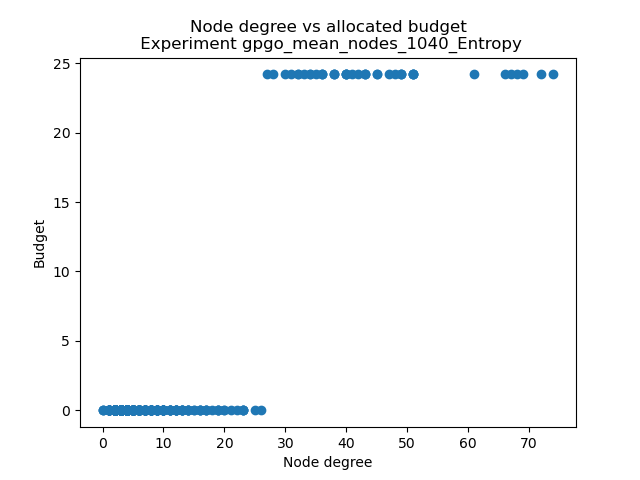 Node degree vs allocated budget
Experiment gpgo_mean_nodes_1040_Entropy
25
20
15
10
5
0
Budget
0 10 20 30 40 50 60 70
Node degree